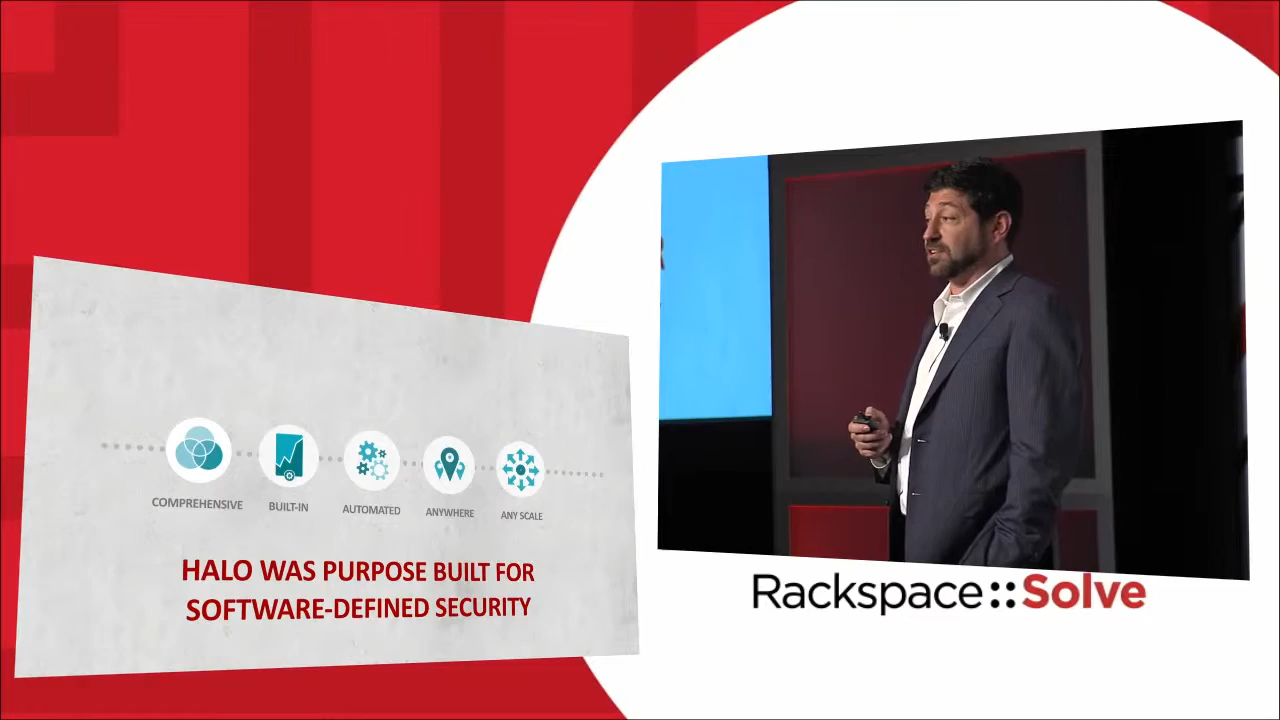 COMPREHENSIVE
BUILT-IN
AUTOMATED
ANYWHERE
ANY SCALE
HALO WAS PURPOSE BUILT FOR
SOFTWARE-DEFINED SECURITY
Rackspace::Solve